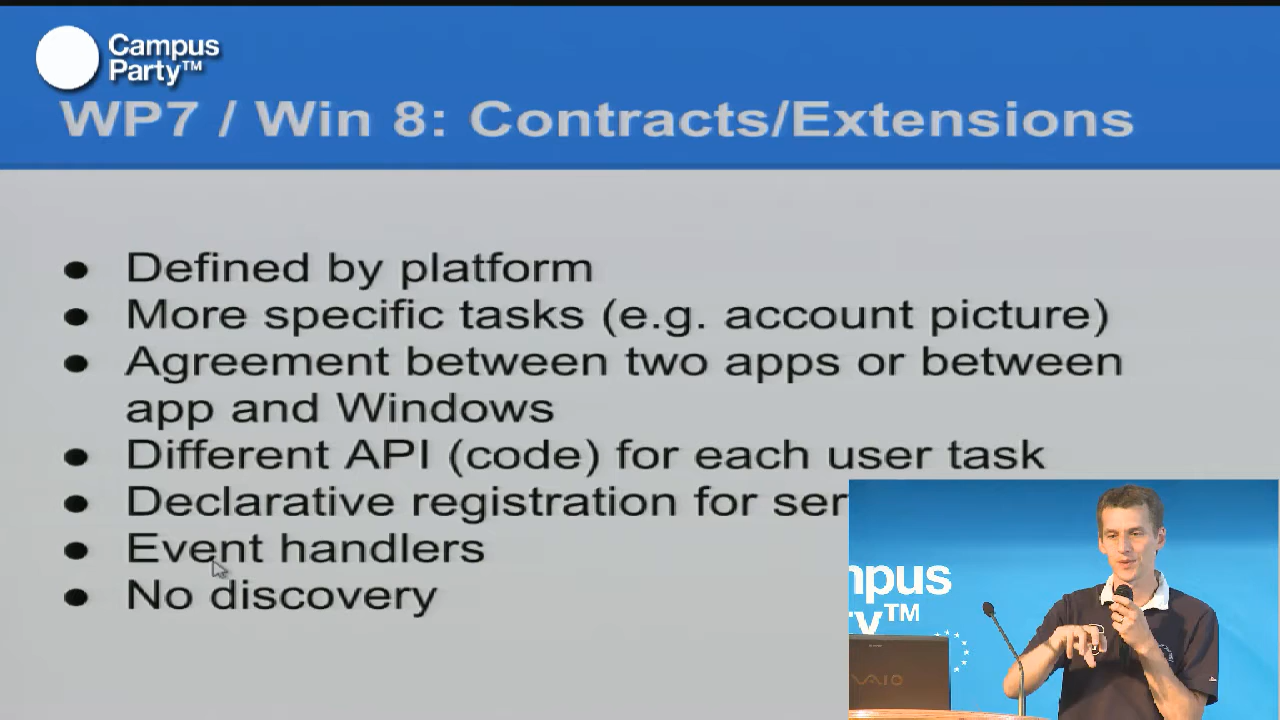 Campus
Party™
WP7 / Win 8: Contracts/Extensions
● Defined by platform
● More specific tasks (e.g. account picture)
● Agreement between two apps or between
app and Windows
● Different API (code) for each user task
● Declarative registration for ser
● Event handlers
● No discovery
mpus
ty™
VAIO